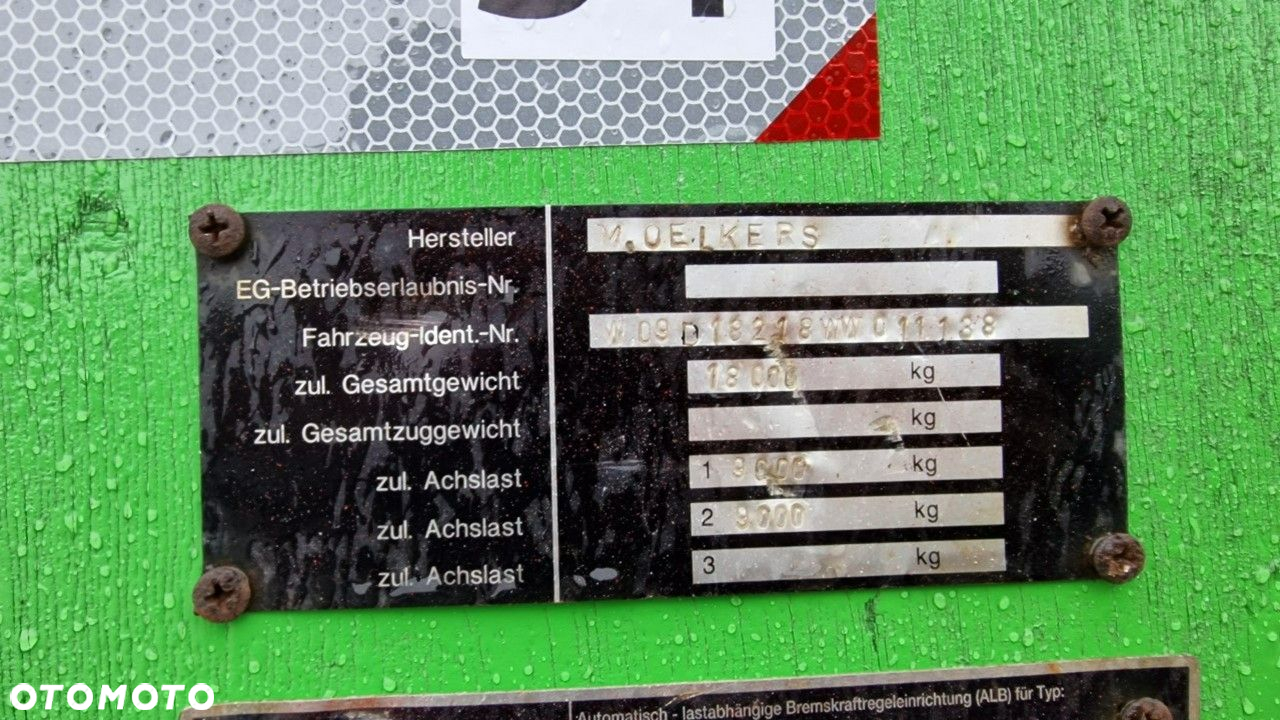 Hersteller M.OELKERS
EG-Betriebserlaubnis-Nr.
Fahrzeug-Ident.-Nr. W09D18218WW011138
zul. Gesamtgewicht 18000 kg
zul. Gesamtzuggewicht kg
zul. Achslast 1 9000 kg
zul. Achslast 2 9000 kg
zul. Achslast 3 kg
Automatisch - lastabhängige Bremskraftregeleinrichtung (ALB) für Typ:
OTOMOTO